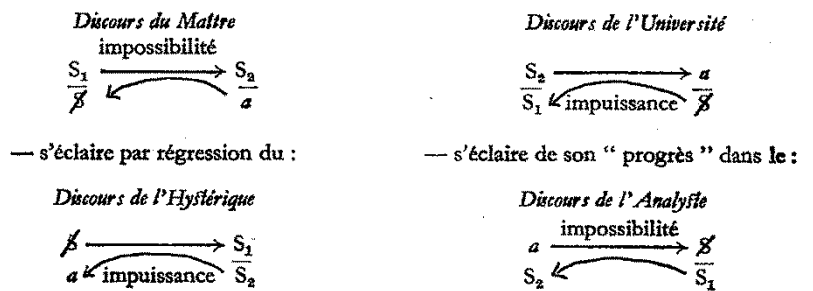 Discours du Maître
impossibilité
S₁ → S₂
$ a
— s’éclaire par régression du :
Discours de l’Hystérique
$ → S₁
a impuissance S₂
Discours de l’Université
S₂ → a
S₁ impuissance $
— s’éclaire de son “ progrès ” dans le :
Discours de l’Analyste
impossibilité
a → $
S₂ S₁